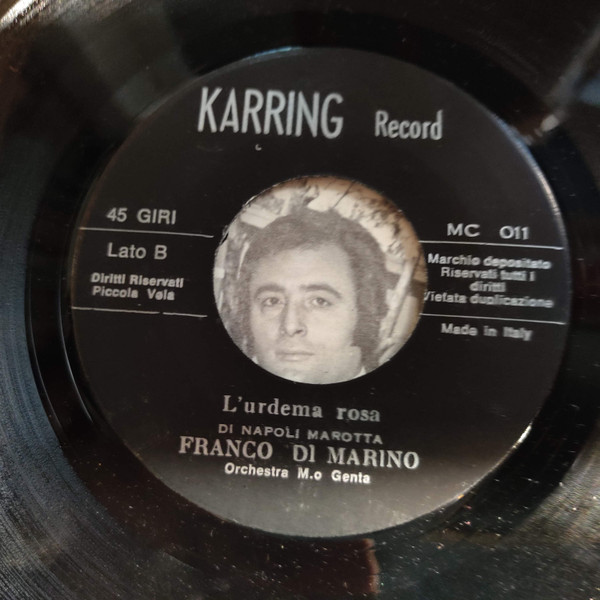 KARRING Record
45 GIRI
Lato B
Diritti Riservati
Piccola Vela
MC 011
Marchio depositato
Riservati tutti i
diritti
Vietata duplicazione
Made in Italy
L'urdema rosa
DI NAPOLI MAROTTA
FRANCO DI MARINO
Orchestra M.o Genta